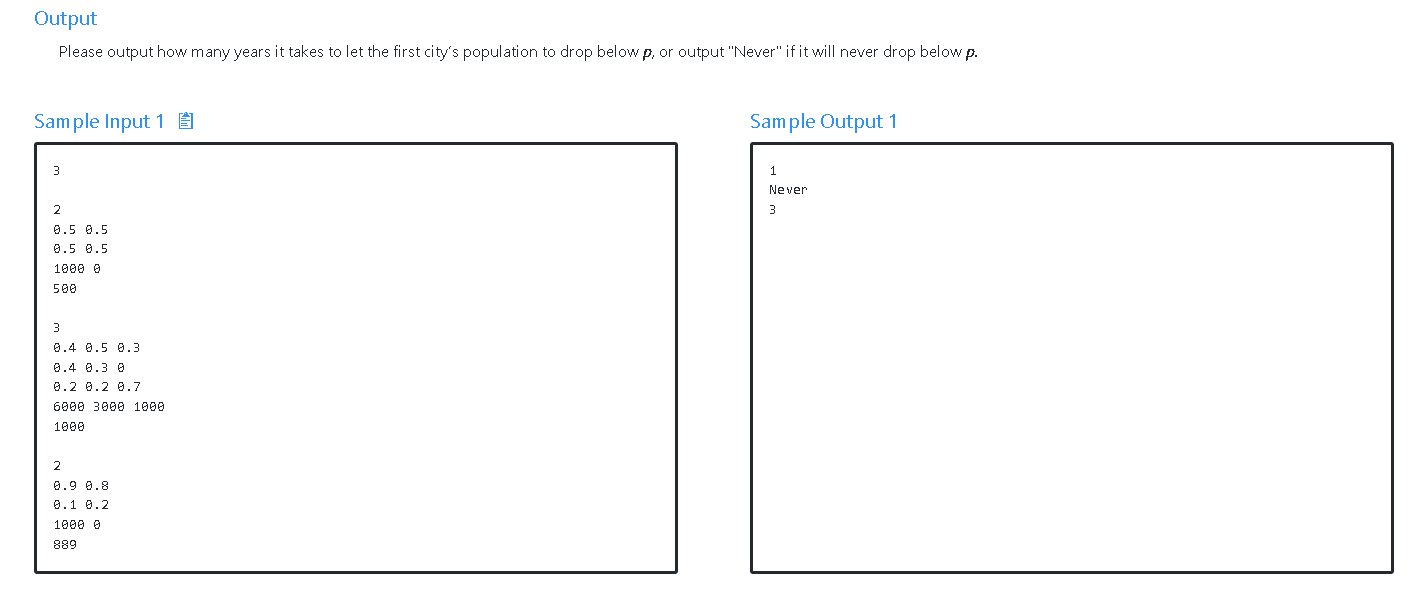 Output
Please output how many years it takes to let the first city's population to drop below p, or output "Never" if it will never drop below p.
Sample Input 1
3

2
0.5 0.5
0.5 0.5
1000 0
500

3
0.4 0.5 0.3
0.4 0.3 0
0.2 0.2 0.7
6000 3000 1000
1000

2
0.9 0.8
0.1 0.2
1000 0
889
Sample Output 1
1
Never
3